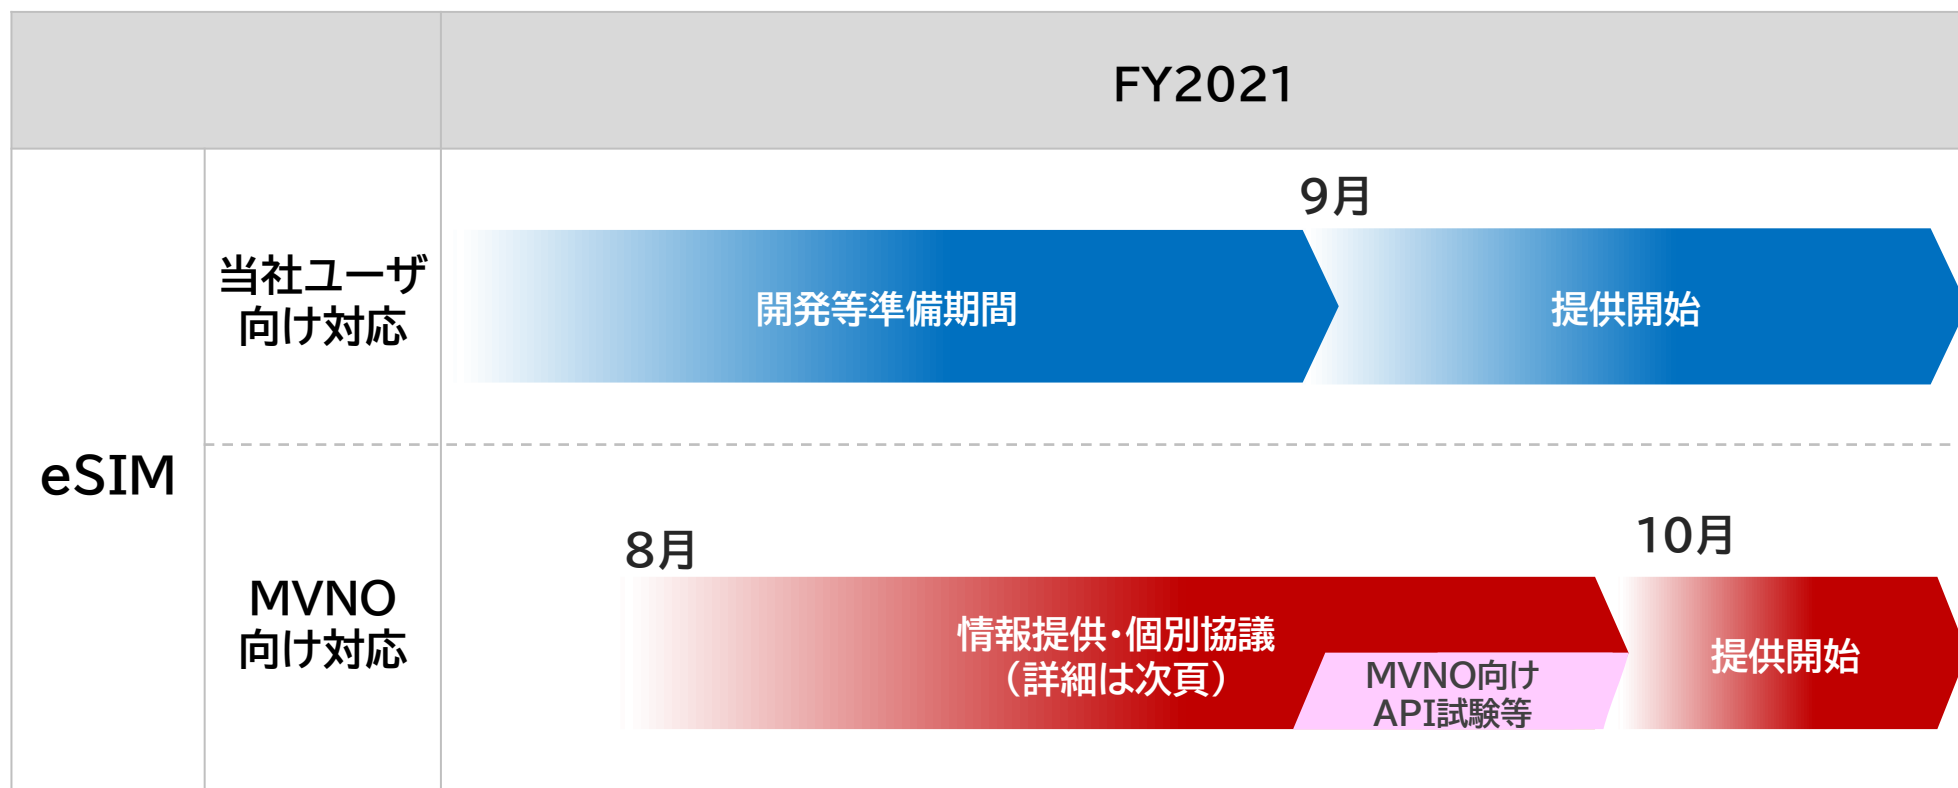 FY2021
eSIM
当社ユーザ
向け対応
9月
開発等準備期間
提供開始
MVNO
向け対応
8月
10月
情報提供・個別協議
（詳細は次頁）
MVNO向け
API試験等
提供開始